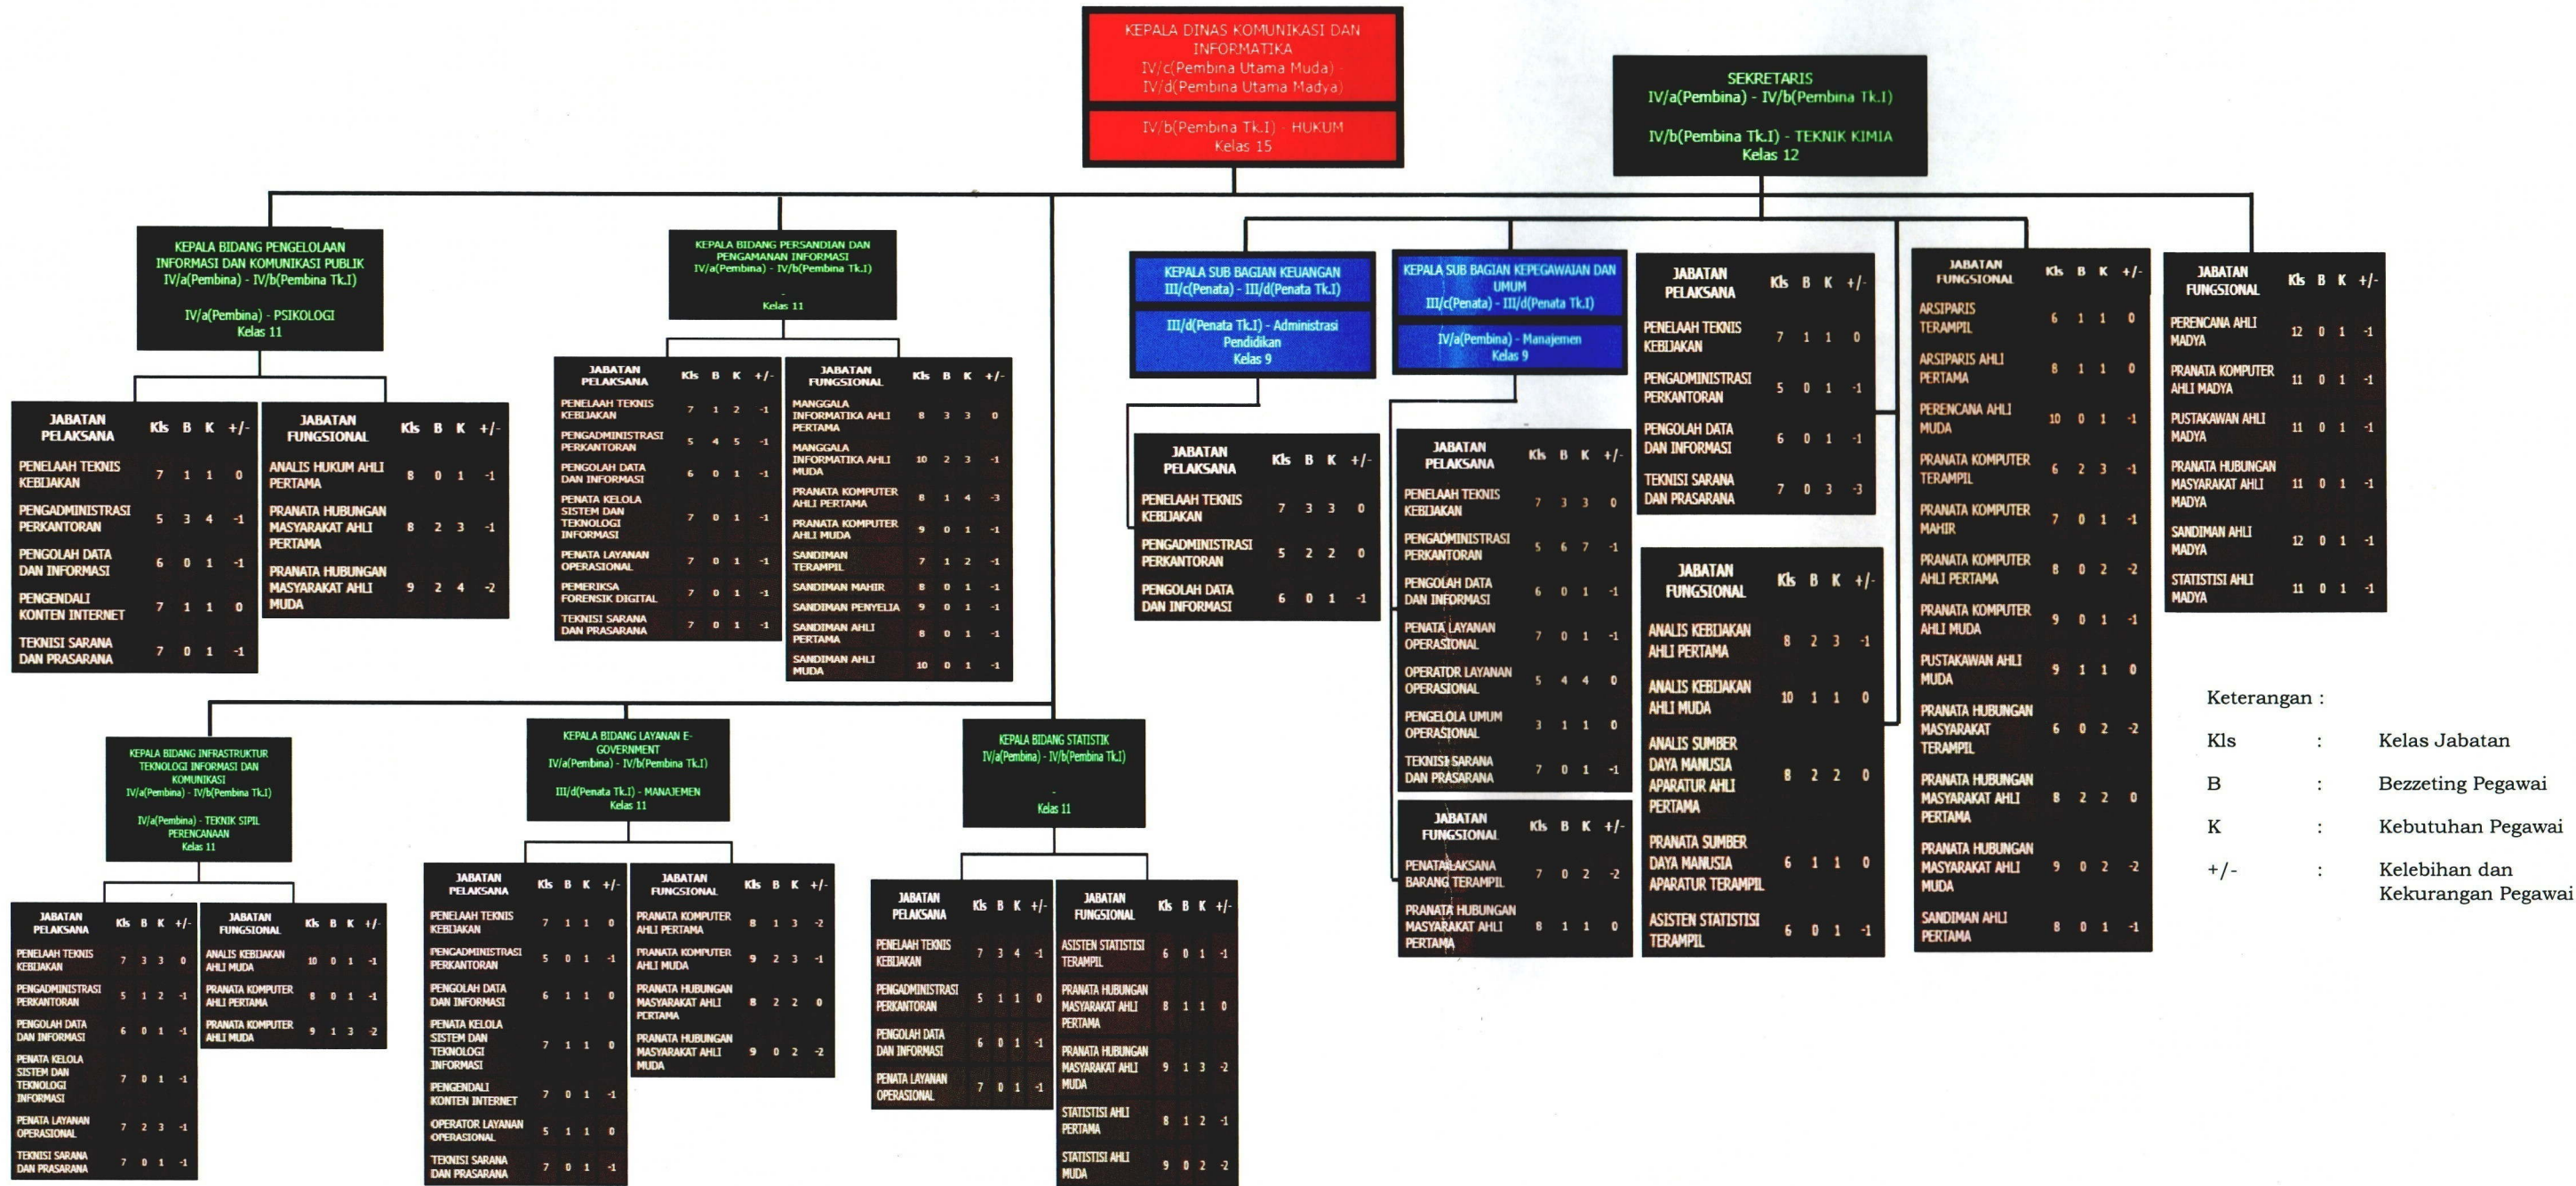 KEPALA DINAS KOMUNIKASI DAN
INFORMATIKA
IV/c(Pembina Utama Muda) -
IV/d(Pembina Utama Madya)
IV/b(Pembina Tk.I) - HUKUM
Kelas 15
SEKRETARIS
IV/a(Pembina) - IV/b(Pembina Tk.I)
IV/b(Pembina Tk.I) - TEKNIK KIMIA
Kelas 12
KEPALA BIDANG PENGELOLAAN
INFORMASI DAN KOMUNIKASI PUBLIK
IV/a(Pembina) - IV/b(Pembina Tk.I)
IV/a(Pembina) - PSIKOLOGI
Kelas 11
JABATAN
PELAKSANA Kls B K +/-
PENELAAH TEKNIS
KEBIJAKAN 7 1 1 0
PENGADMINISTRASI
PERKANTORAN 5 3 4 -1
PENGOLAH DATA
DAN INFORMASI 6 0 1 -1
PENGENDALI
KONTEN INTERNET 7 1 1 0
TEKNISI SARANA
DAN PRASARANA 7 0 1 -1
JABATAN
FUNGSIONAL Kls B K +/-
ANALIS HUKUM AHLI
PERTAMA 8 0 1 -1
PRANATA HUBUNGAN
MASYARAKAT AHLI 8 2 3 -1
PERTAMA
PRANATA HUBUNGAN
MASYARAKAT AHLI 9 2 4 -2
MUDA
KEPALA BIDANG PERSANDIAN DAN
PENGAMANAN INFORMASI
IV/a(Pembina) - IV/b(Pembina Tk.I)
-
Kelas 11
JABATAN
PELAKSANA Kls B K +/-
PENELAAH TEKNIS
KEBIJAKAN 7 1 2 -1
PENGADMINISTRASI
PERKANTORAN 5 4 5 -1
PENGOLAH DATA
DAN INFORMASI 6 0 1 -1
PENATA KELOLA
SISTEM DAN
TEKNOLOGI 7 0 1 -1
INFORMASI
PENATA LAYANAN
OPERASIONAL 7 0 1 -1
PEMERIKSA
FORENSIK DIGITAL 7 0 1 -1
TEKNISI SARANA
DAN PRASARANA 7 0 1 -1
JABATAN
FUNGSIONAL Kls B K +/-
MANGGALA
INFORMATIKA AHLI 8 3 3 0
PERTAMA
MANGGALA
INFORMATIKA AHLI 10 2 3 -1
MUDA
PRANATA KOMPUTER
AHLI PERTAMA 8 1 4 -3
PRANATA KOMPUTER
AHLI MUDA 9 0 1 -1
SANDIMAN
TERAMPIL 7 1 2 -1
SANDIMAN MAHIR 8 0 1 -1
SANDIMAN PENYELIA 9 0 1 -1
SANDIMAN AHLI
PERTAMA 8 0 1 -1
SANDIMAN AHLI
MUDA 10 0 1 -1
KEPALA SUB BAGIAN KEUANGAN
III/c(Penata) - III/d(Penata Tk.I)
III/d(Penata Tk.I) - Administrasi
Pendidikan
Kelas 9
JABATAN
PELAKSANA Kls B K +/-
PENELAAH TEKNIS
KEBIJAKAN 7 3 3 0
PENGADMINISTRASI
PERKANTORAN 5 2 2 0
PENGOLAH DATA
DAN INFORMASI 6 0 1 -1
KEPALA SUB BAGIAN KEPEGAWAIAN DAN
UMUM
III/c(Penata) - III/d(Penata Tk.I)
IV/a(Pembina) - Manajemen
Kelas 9
JABATAN
PELAKSANA Kls B K +/-
PENELAAH TEKNIS
KEBIJAKAN 7 3 3 0
PENGADMINISTRASI
PERKANTORAN 5 6 7 -1
PENGOLAH DATA
DAN INFORMASI 6 0 1 -1
PENATA LAYANAN
OPERASIONAL 7 0 1 -1
OPERATOR LAYANAN
OPERASIONAL 5 4 4 0
PENGELOLA UMUM
OPERASIONAL 3 1 1 0
TEKNISI SARANA
DAN PRASARANA 7 0 1 -1
JABATAN
FUNGSIONAL Kls B K +/-
PENATA LAKSANA
BARANG TERAMPIL 7 0 2 -2
PRANATA HUBUNGAN
MASYARAKAT AHLI 8 1 1 0
PERTAMA
JABATAN
PELAKSANA Kls B K +/-
PENELAAH TEKNIS
KEBIJAKAN 7 1 1 0
PENGADMINISTRASI
PERKANTORAN 5 0 1 -1
PENGOLAH DATA
DAN INFORMASI 6 0 1 -1
TEKNISI SARANA
DAN PRASARANA 7 0 3 -3
JABATAN
FUNGSIONAL Kls B K +/-
ANALIS KEBIJAKAN
AHLI PERTAMA 8 2 3 -1
ANALIS KEBIJAKAN
AHLI MUDA 10 1 1 0
ANALIS SUMBER
DAYA MANUSIA
APARATUR AHLI 8 2 2 0
PERTAMA
PRANATA SUMBER
DAYA MANUSIA 6 1 1 0
APARATUR TERAMPIL
ASISTEN STATISTISI
TERAMPIL 6 0 1 -1
JABATAN
FUNGSIONAL Kls B K +/-
ARSIPARIS
TERAMPIL 6 1 1 0
ARSIPARIS AHLI
PERTAMA 8 1 1 0
PERENCANA AHLI
MUDA 10 0 1 -1
PRANATA KOMPUTER
TERAMPIL 6 2 3 -1
PRANATA KOMPUTER
MAHIR 7 0 1 -1
PRANATA KOMPUTER
AHLI PERTAMA 8 0 2 -2
PRANATA KOMPUTER
AHLI MUDA 9 0 1 -1
PUSTAKAWAN AHLI
MUDA 9 1 1 0
PRANATA HUBUNGAN
MASYARAKAT 6 0 2 -2
TERAMPIL
PRANATA HUBUNGAN
MASYARAKAT AHLI 8 2 2 0
PERTAMA
PRANATA HUBUNGAN
MASYARAKAT AHLI 9 0 2 -2
MUDA
SANDIMAN AHLI
PERTAMA 8 0 1 -1
JABATAN
FUNGSIONAL Kls B K +/-
PERENCANA AHLI
MADYA 12 0 1 -1
PRANATA KOMPUTER
AHLI MADYA 11 0 1 -1
PUSTAKAWAN AHLI
MADYA 11 0 1 -1
PRANATA HUBUNGAN
MASYARAKAT AHLI 11 0 1 -1
MADYA
SANDIMAN AHLI
MADYA 12 0 1 -1
STATISTISI AHLI
MADYA 11 0 1 -1
KEPALA BIDANG INFRASTRUKTUR
TEKNOLOGI INFORMASI DAN
KOMUNIKASI
IV/a(Pembina) - IV/b(Pembina Tk.I)
IV/a(Pembina) - TEKNIK SIPIL
PERENCANAAN
Kelas 11
JABATAN
PELAKSANA Kls B K +/-
PENELAAH TEKNIS
KEBIJAKAN 7 3 3 0
PENGADMINISTRASI
PERKANTORAN 5 1 2 -1
PENGOLAH DATA
DAN INFORMASI 6 0 1 -1
PENATA KELOLA
SISTEM DAN
TEKNOLOGI 7 0 1 -1
INFORMASI
PENATA LAYANAN
OPERASIONAL 7 2 3 -1
TEKNISI SARANA
DAN PRASARANA 7 0 1 -1
JABATAN
FUNGSIONAL Kls B K +/-
ANALIS KEBIJAKAN
AHLI MUDA 10 0 1 -1
PRANATA KOMPUTER
AHLI PERTAMA 8 0 1 -1
PRANATA KOMPUTER
AHLI MUDA 9 1 3 -2
KEPALA BIDANG LAYANAN E-
GOVERNMENT
IV/a(Pembina) - IV/b(Pembina Tk.I)
III/d(Penata Tk.I) - MANAJEMEN
Kelas 11
JABATAN
PELAKSANA Kls B K +/-
PENELAAH TEKNIS
KEBIJAKAN 7 1 1 0
PENGADMINISTRASI
PERKANTORAN 5 0 1 -1
PENGOLAH DATA
DAN INFORMASI 6 1 1 0
PENATA KELOLA
SISTEM DAN
TEKNOLOGI 7 1 1 0
INFORMASI
PENGENDALI
KONTEN INTERNET 7 0 1 -1
OPERATOR LAYANAN
OPERASIONAL 5 1 1 0
TEKNISI SARANA
DAN PRASARANA 7 0 1 -1
JABATAN
FUNGSIONAL Kls B K +/-
PRANATA KOMPUTER
AHLI PERTAMA 8 1 3 -2
PRANATA KOMPUTER
AHLI MUDA 9 2 3 -1
PRANATA HUBUNGAN
MASYARAKAT AHLI 8 2 2 0
PERTAMA
PRANATA HUBUNGAN
MASYARAKAT AHLI 9 0 2 -2
MUDA
KEPALA BIDANG STATISTIK
IV/a(Pembina) - IV/b(Pembina Tk.I)
-
Kelas 11
JABATAN
PELAKSANA Kls B K +/-
PENELAAH TEKNIS
KEBIJAKAN 7 3 4 -1
PENGADMINISTRASI
PERKANTORAN 5 1 1 0
PENGOLAH DATA
DAN INFORMASI 6 0 1 -1
PENATA LAYANAN
OPERASIONAL 7 0 1 -1
JABATAN
FUNGSIONAL Kls B K +/-
ASISTEN STATISTISI
TERAMPIL 6 0 1 -1
PRANATA HUBUNGAN
MASYARAKAT AHLI 8 1 1 0
PERTAMA
PRANATA HUBUNGAN
MASYARAKAT AHLI 9 1 3 -2
MUDA
STATISTISI AHLI
PERTAMA 8 1 2 -1
STATISTISI AHLI
MUDA 9 0 2 -2
Keterangan :
Kls : Kelas Jabatan
B : Bezzeting Pegawai
K : Kebutuhan Pegawai
+/- : Kelebihan dan
Kekurangan Pegawai